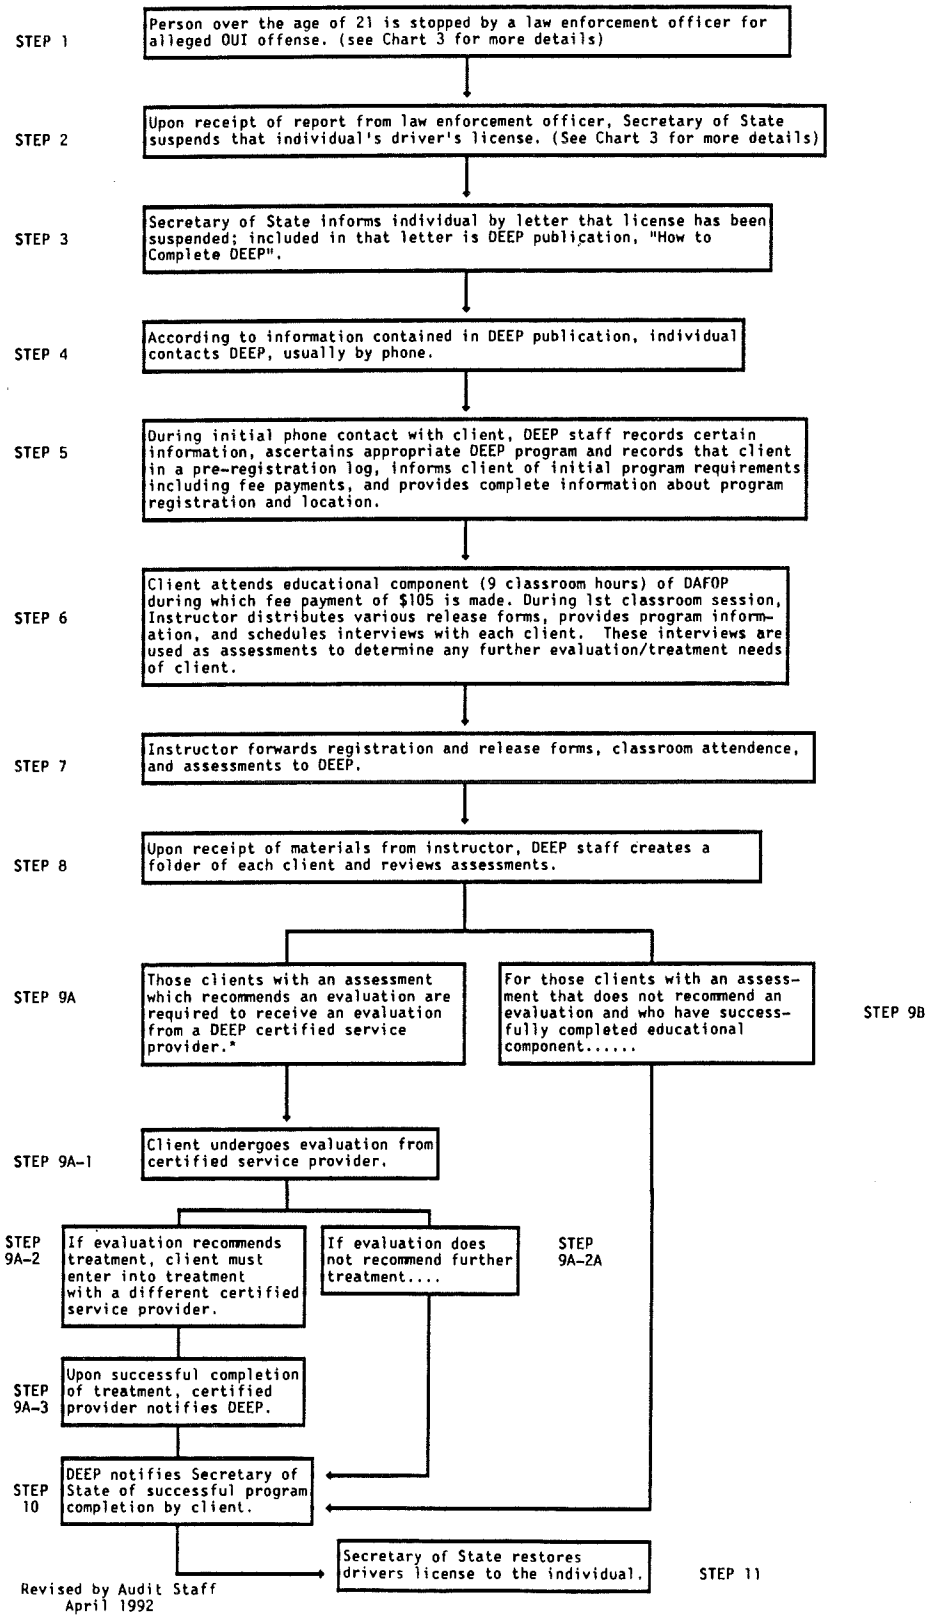 STEP 1
Person over the age of 21 is stopped by a law enforcement officer for
alleged OUI offense. (see Chart 3 for more details)
STEP 2
Upon receipt of report from law enforcement officer, Secretary of State
suspends that individual's driver's license. (See Chart 3 for more details)
STEP 3
Secretary of State informs individual by letter that license has been
suspended; included in that letter is DEEP publication, "How to
Complete DEEP".
STEP 4
According to information contained in DEEP publication, individual
contacts DEEP, usually by phone.
STEP 5
During initial phone contact with client, DEEP staff records certain
information, ascertains appropriate DEEP program and records that client
in a pre-registration log, informs client of initial program requirements
including fee payments, and provides complete information about program
registration and location.
STEP 6
Client attends educational component (9 classroom hours) of DAFOP
during which fee payment of $105 is made. During 1st classroom session,
Instructor distributes various release forms, provides program inform-
ation, and schedules interviews with each client. These interviews are
used as assessments to determine any further evaluation/treatment needs
of client.
STEP 7
Instructor forwards registration and release forms, classroom attendence,
and assessments to DEEP.
STEP 8
Upon receipt of materials from instructor, DEEP staff creates a
folder of each client and reviews assessments.
STEP 9A
Those clients with an assessment
which recommends an evaluation are
required to receive an evaluation
from a DEEP certified service
provider.*
For those clients with an assess-
ment that does not recommend an
evaluation and who have success-
fully completed educational
component......
STEP 9B
STEP 9A-1
Client undergoes evaluation from
certified service provider.
STEP
9A-2
If evaluation recommends
treatment, client must
enter into treatment
with a different certified
service provider.
If evaluation does
not recommend further
treatment....
STEP
9A-2A
STEP
9A-3
Upon successful completion
of treatment, certified
provider notifies DEEP.
STEP
10
DEEP notifies Secretary of
State of successful program
completion by client.
Secretary of State restores
drivers license to the individual.
STEP 11
Revised by Audit Staff
April 1992